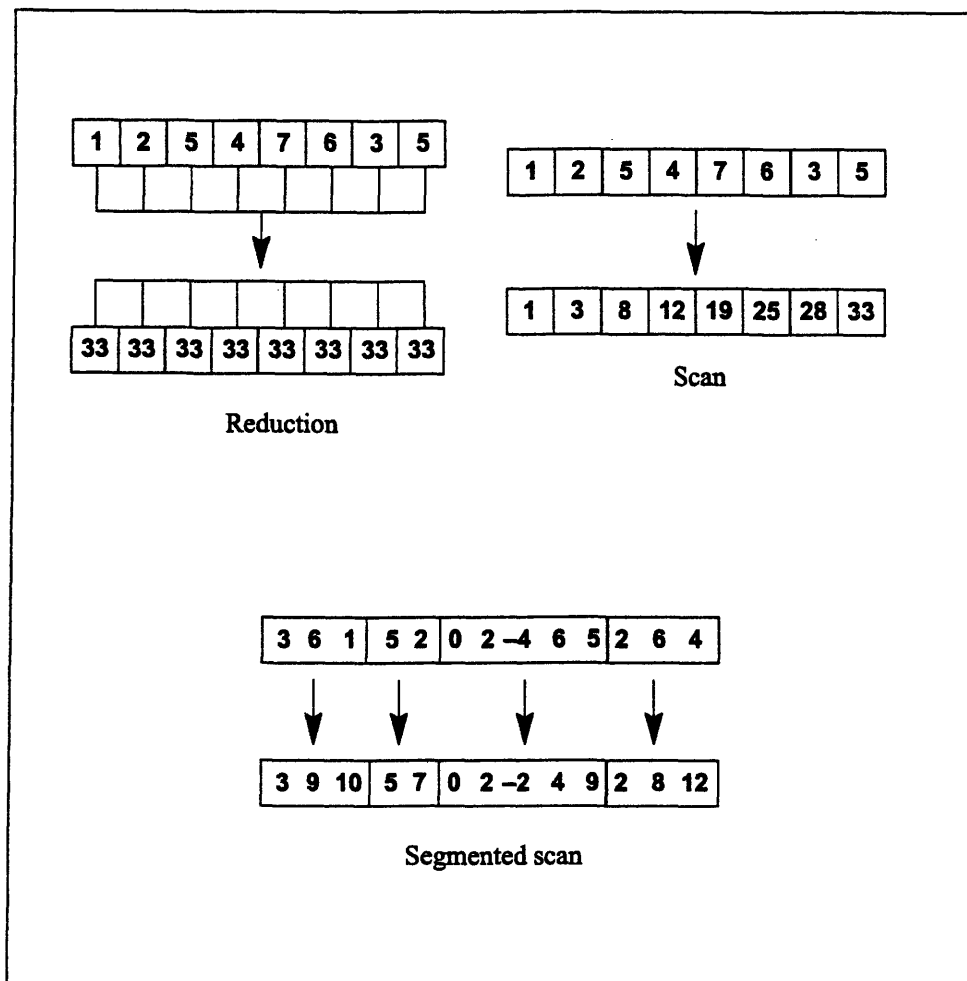 1 2 5 4 7 6 3 5
33 33 33 33 33 33 33 33
Reduction
1 2 5 4 7 6 3 5
1 3 8 12 19 25 28 33
Scan
3 6 1 5 2 0 2 –4 6 5 2 6 4
3 9 10 5 7 0 2 –2 4 9 2 8 12
Segmented scan